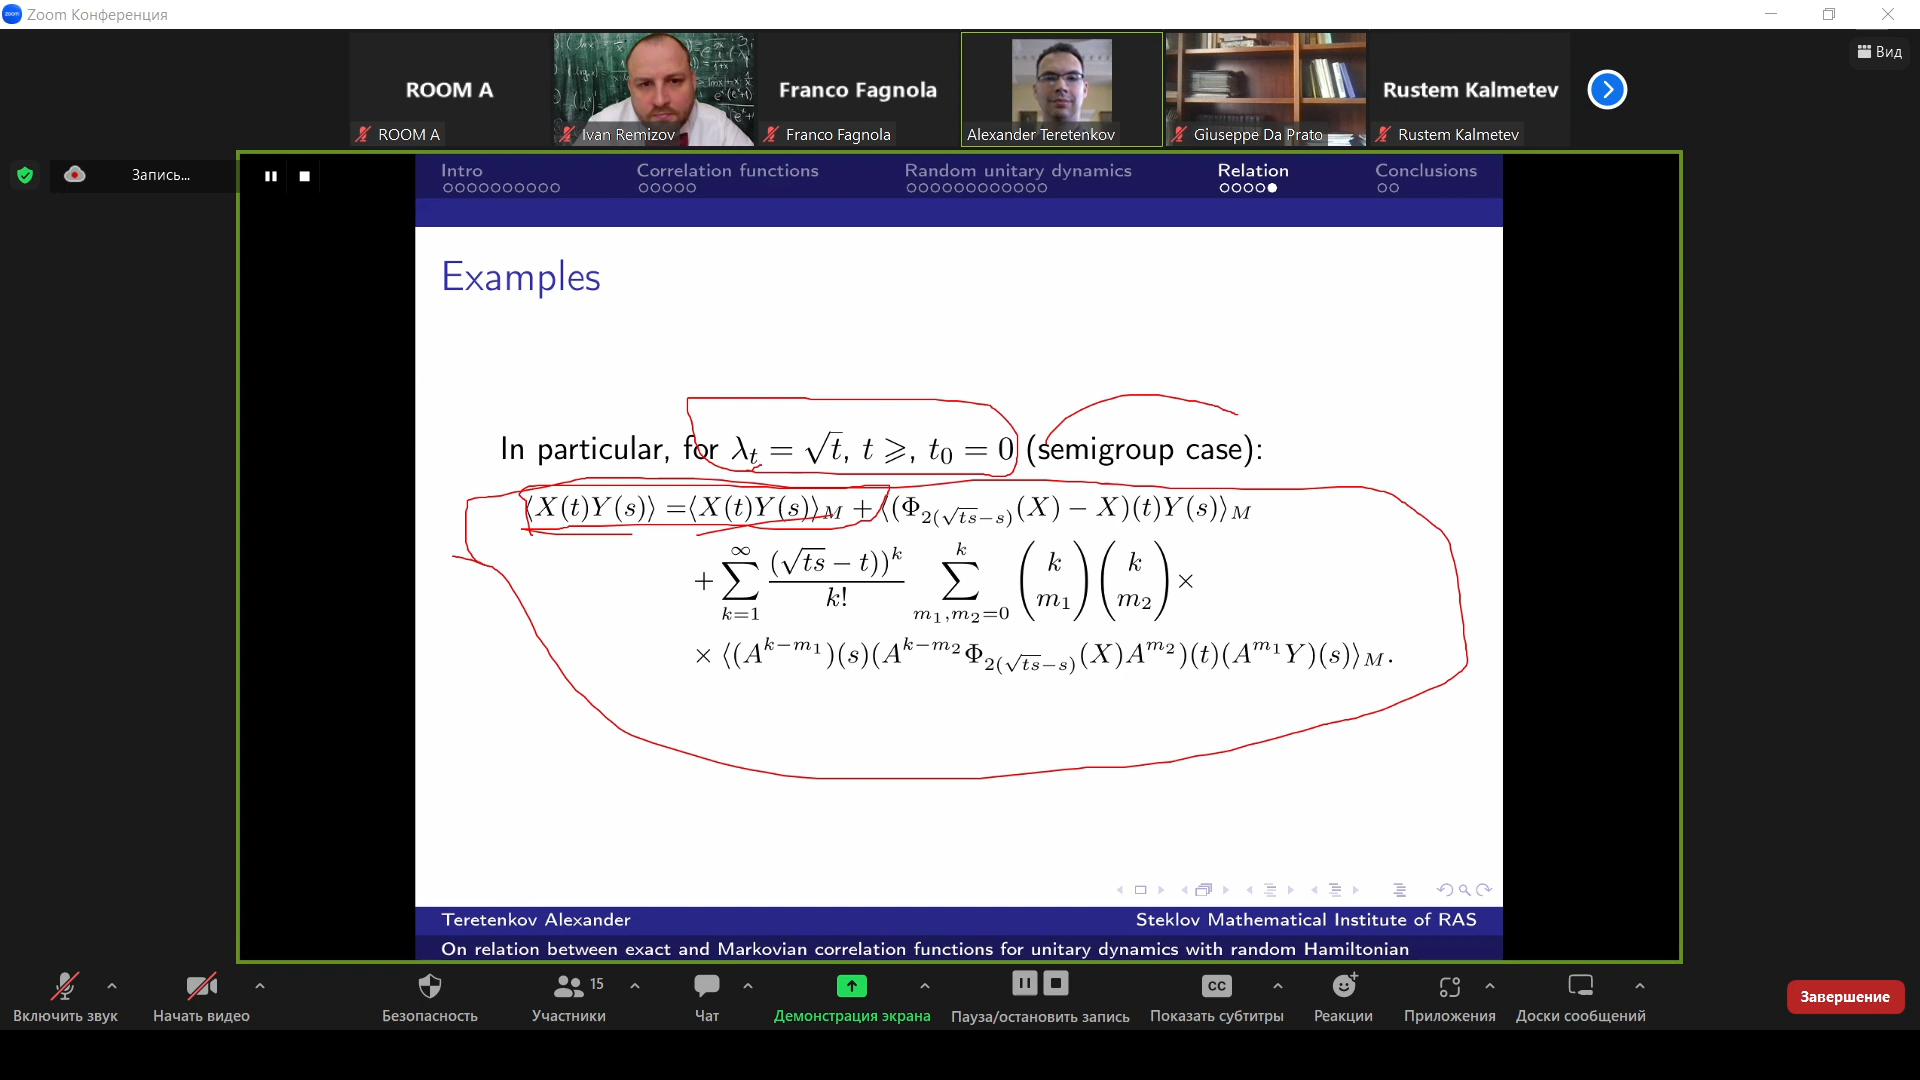 Zoom Конференция
Вид
ROOM A
Franco Fagnola
Rustem Kalmetev
ROOM A
Ivan Remizov
Franco Fagnola
Alexander Teretenkov
Giuseppe Da Prato
Rustem Kalmetev
Запись...
Intro Correlation functions Random unitary dynamics Relation Conclusions
Examples
In particular, for λ_t = √t, t ⩾, t_0 = 0 (semigroup case):
⟨X(t)Y(s)⟩ =⟨X(t)Y(s)⟩_M + ⟨(Φ_{2(√ts−s)}(X) − X)(t)Y(s)⟩_M
+ ∑_{k=1}^{∞} (√ts − t))^k / k! ∑_{m_1,m_2=0}^{k} (k m_1) (k m_2) ×
× ⟨(A^{k−m_1})(s)(A^{k−m_2}Φ_{2(√ts−s)}(X)A^{m_2})(t)(A^{m_1}Y)(s)⟩_M.
Teretenkov Alexander Steklov Mathematical Institute of RAS
On relation between exact and Markovian correlation functions for unitary dynamics with random Hamiltonian
15
CC
Включить звук Начать видео Безопасность Участники Чат Демонстрация экрана Пауза/остановить запись Показать субтитры Реакции Приложения Доски сообщений
Завершение